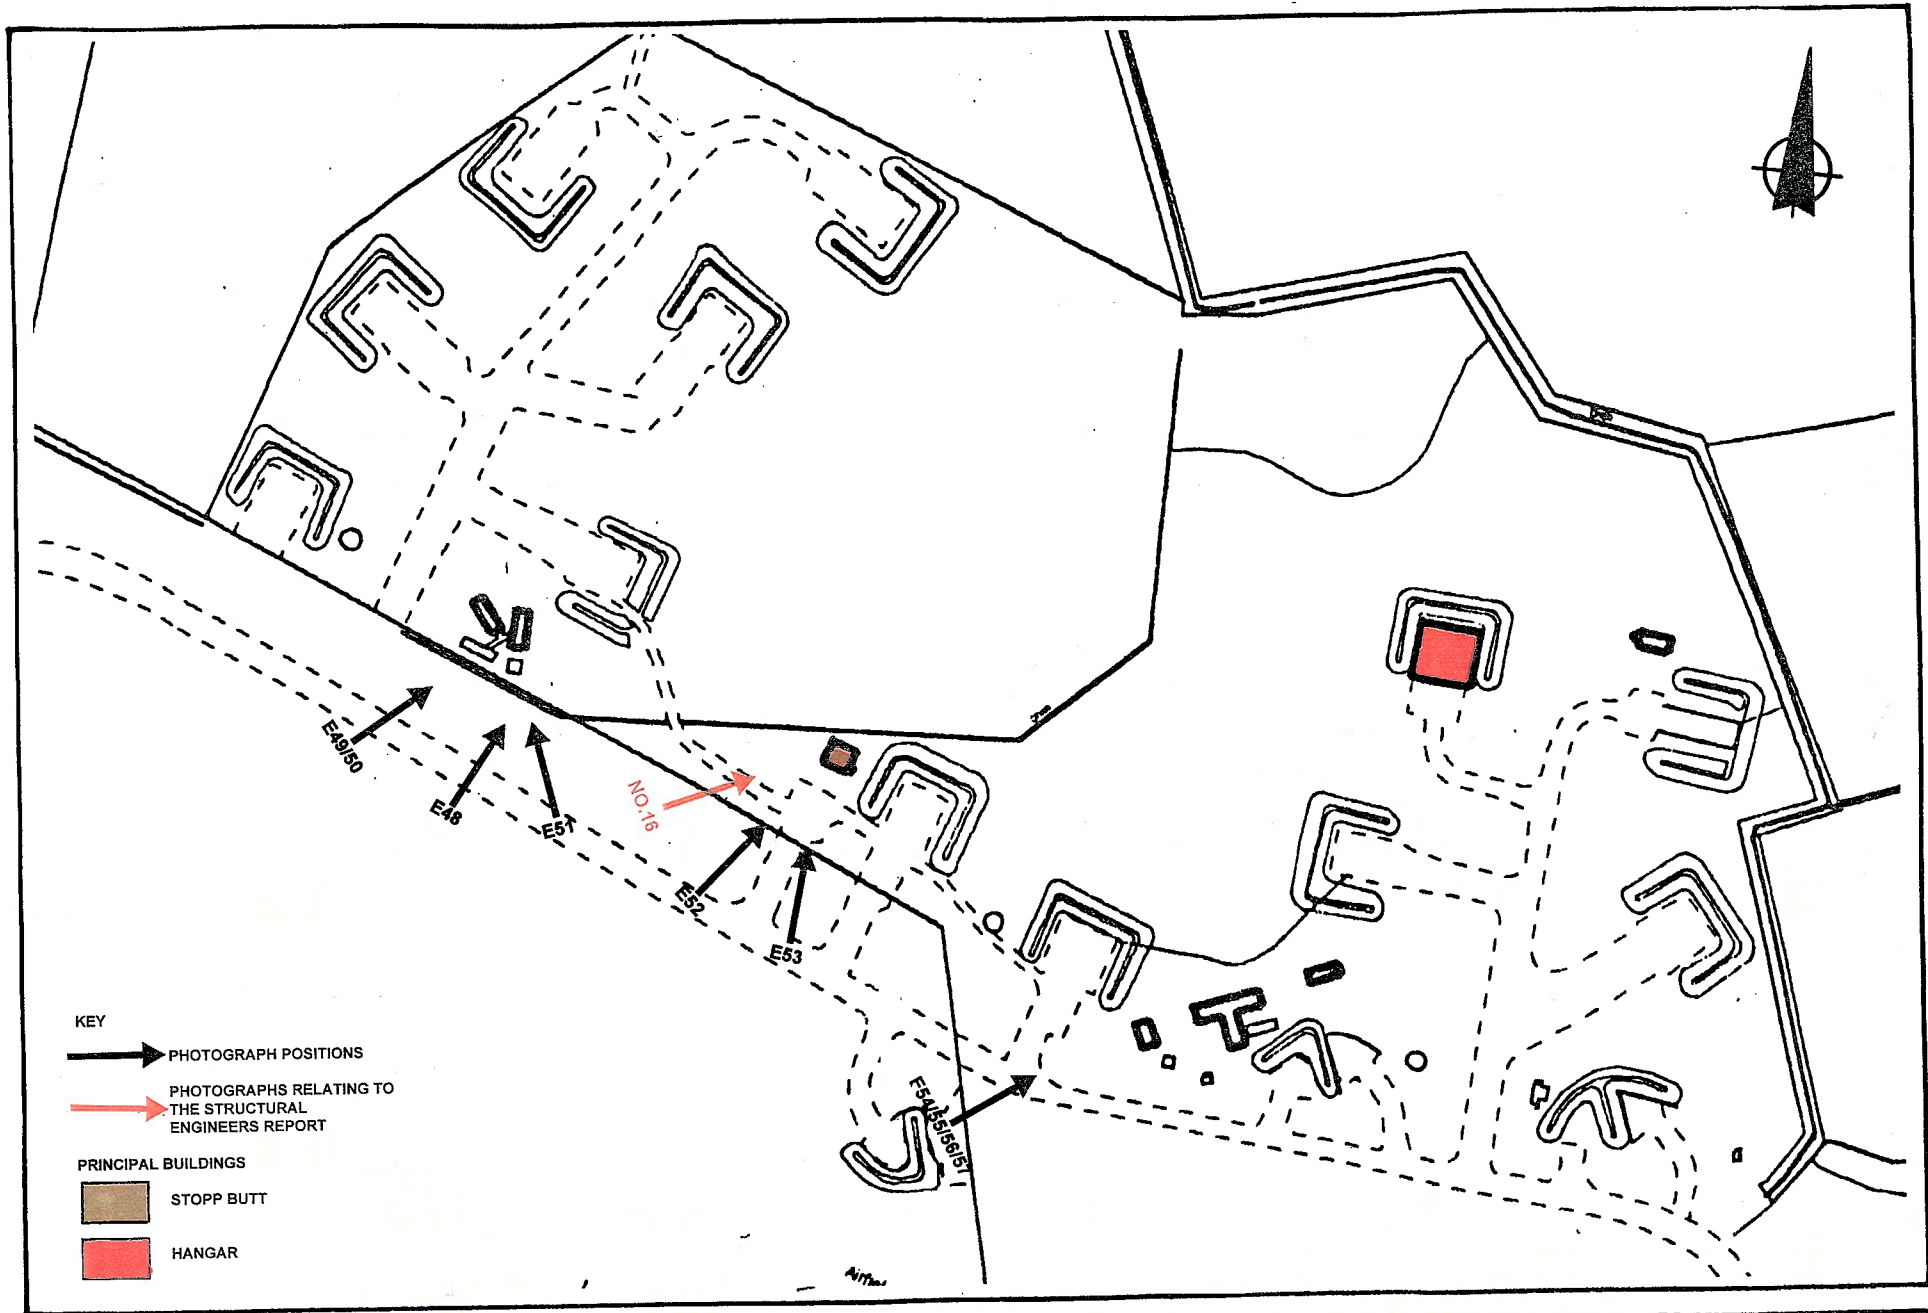 E49/50
E48
E51
NO.16
E52
E53
E54/55/56/57
KEY
PHOTOGRAPH POSITIONS
PHOTOGRAPHS RELATING TO
THE STRUCTURAL
ENGINEERS REPORT
PRINCIPAL BUILDINGS
STOPP BUTT
HANGAR